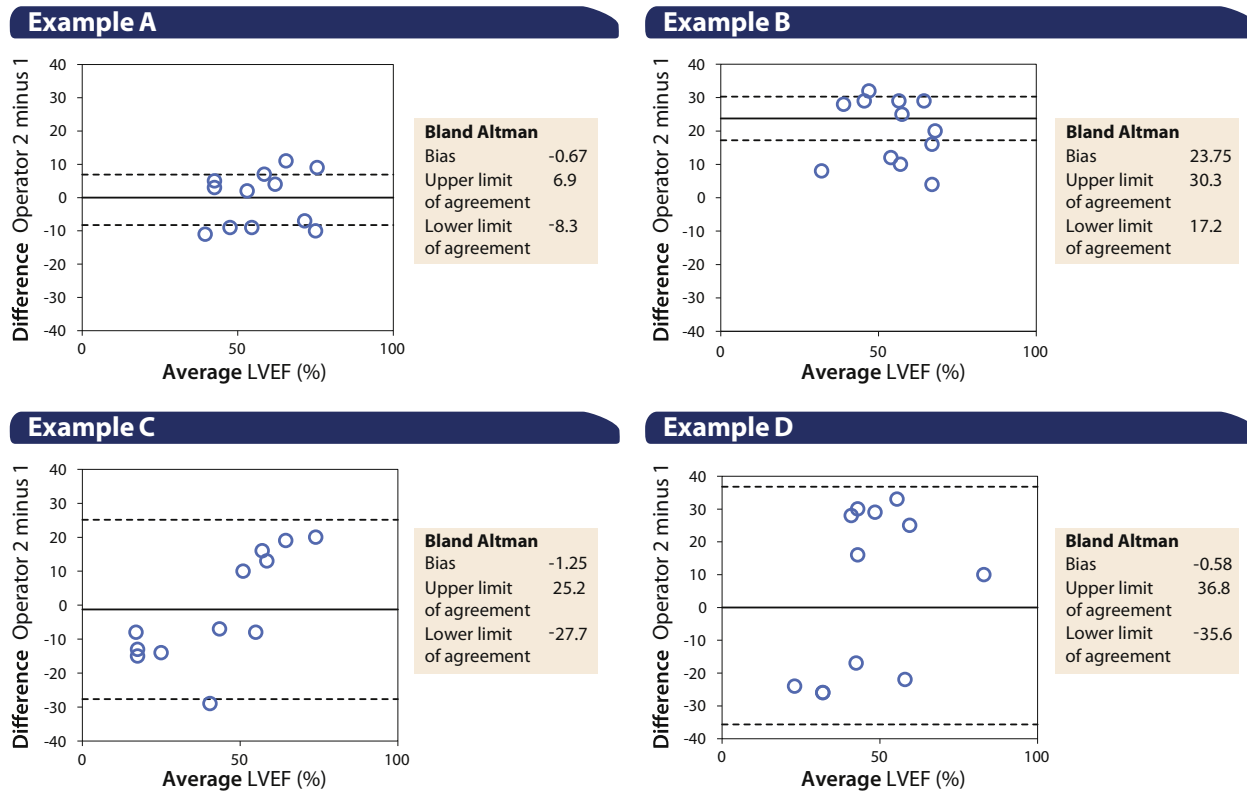 Example A
40
30
20
10
0
-10
-20
-30
-40
Difference Operator 2 minus 1
0
50
100
Average LVEF (%)
Bland Altman
Bias -0.67
Upper limit 6.9
of agreement
Lower limit -8.3
of agreement
Example B
40
30
20
10
0
-10
-20
-30
-40
Difference Operator 2 minus 1
0
50
100
Average LVEF (%)
Bland Altman
Bias 23.75
Upper limit 30.3
of agreement
Lower limit 17.2
of agreement
Example C
40
30
20
10
0
-10
-20
-30
-40
Difference Operator 2 minus 1
0
50
100
Average LVEF (%)
Bland Altman
Bias -1.25
Upper limit 25.2
of agreement
Lower limit -27.7
of agreement
Example D
40
30
20
10
0
-10
-20
-30
-40
Difference Operator 2 minus 1
0
50
100
Average LVEF (%)
Bland Altman
Bias -0.58
Upper limit 36.8
of agreement
Lower limit -35.6
of agreement